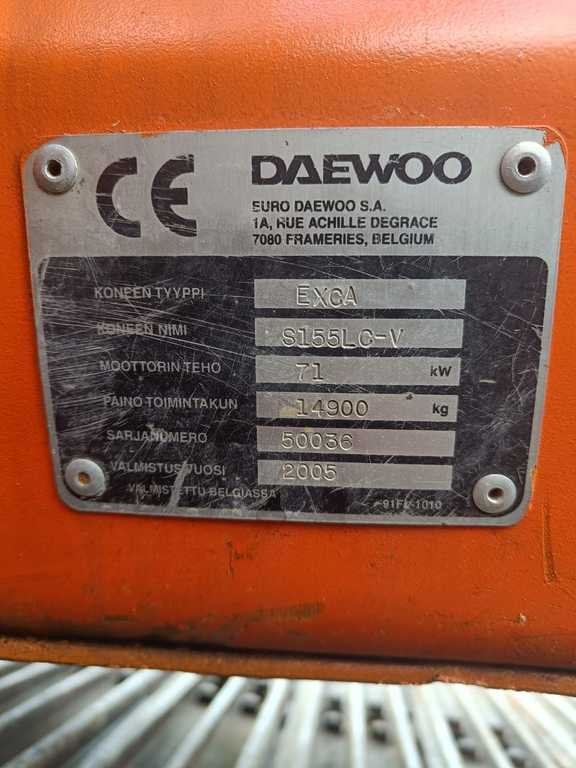 CE DAEWOO
EURO DAEWOO S.A.
1A, RUE ACHILLE DEGRACE
7080 FRAMERIES, BELGIUM
KONEEN TYYPPI EXCA
KONEEN NIMI S155LC-V
MOOTTORIN TEHO 71 kW
PAINO TOIMINTAKUN 14900 kg
SARJANUMERO 50036
VALMISTUSVUOSI 2005
VALMISTETTU BELGIASSA